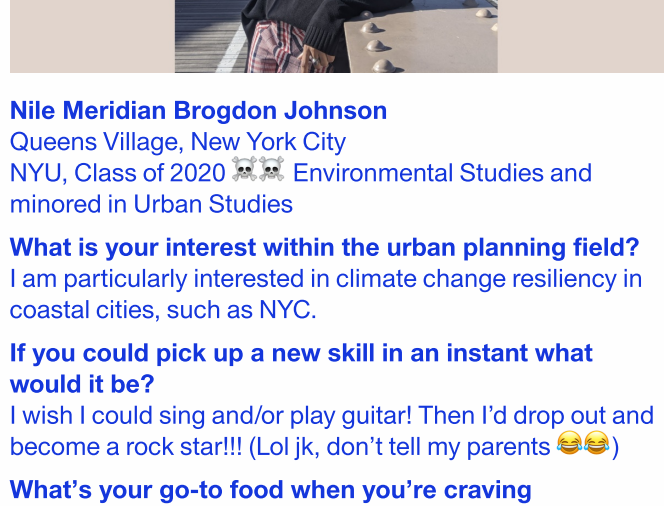 Nile Meridian Brogdon Johnson
Queens Village, New York City
NYU, Class of 2020 ☠️☠️ Environmental Studies and
minored in Urban Studies
What is your interest within the urban planning field?
I am particularly interested in climate change resiliency in
coastal cities, such as NYC.
If you could pick up a new skill in an instant what
would it be?
I wish I could sing and/or play guitar! Then I’d drop out and
become a rock star!!! (Lol jk, don’t tell my parents 😂😂)
What’s your go-to food when you’re craving